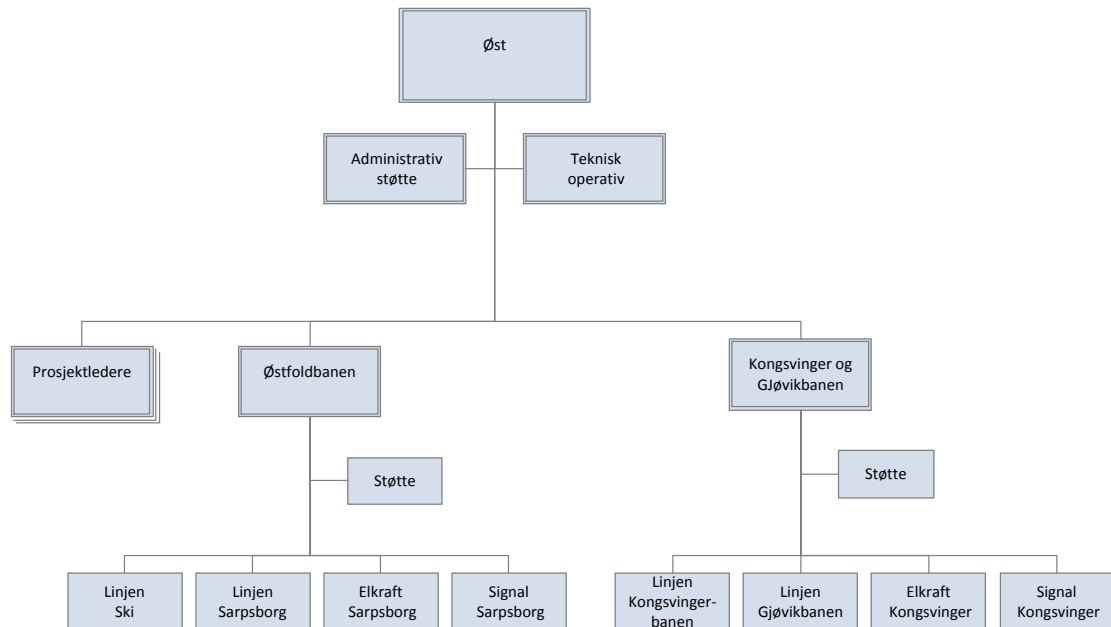 Øst
Administrativ
støtte
Teknisk
operativ
Prosjektledere
Østfoldbanen
Kongsvinger og
GJøvikbanen
Støtte
Støtte
Linjen
Ski
Linjen
Sarpsborg
Elkraft
Sarpsborg
Signal
Sarpsborg
Linjen
Kongsvinger-
banen
Linjen
Gjøvikbanen
Elkraft
Kongsvinger
Signal
Kongsvinger